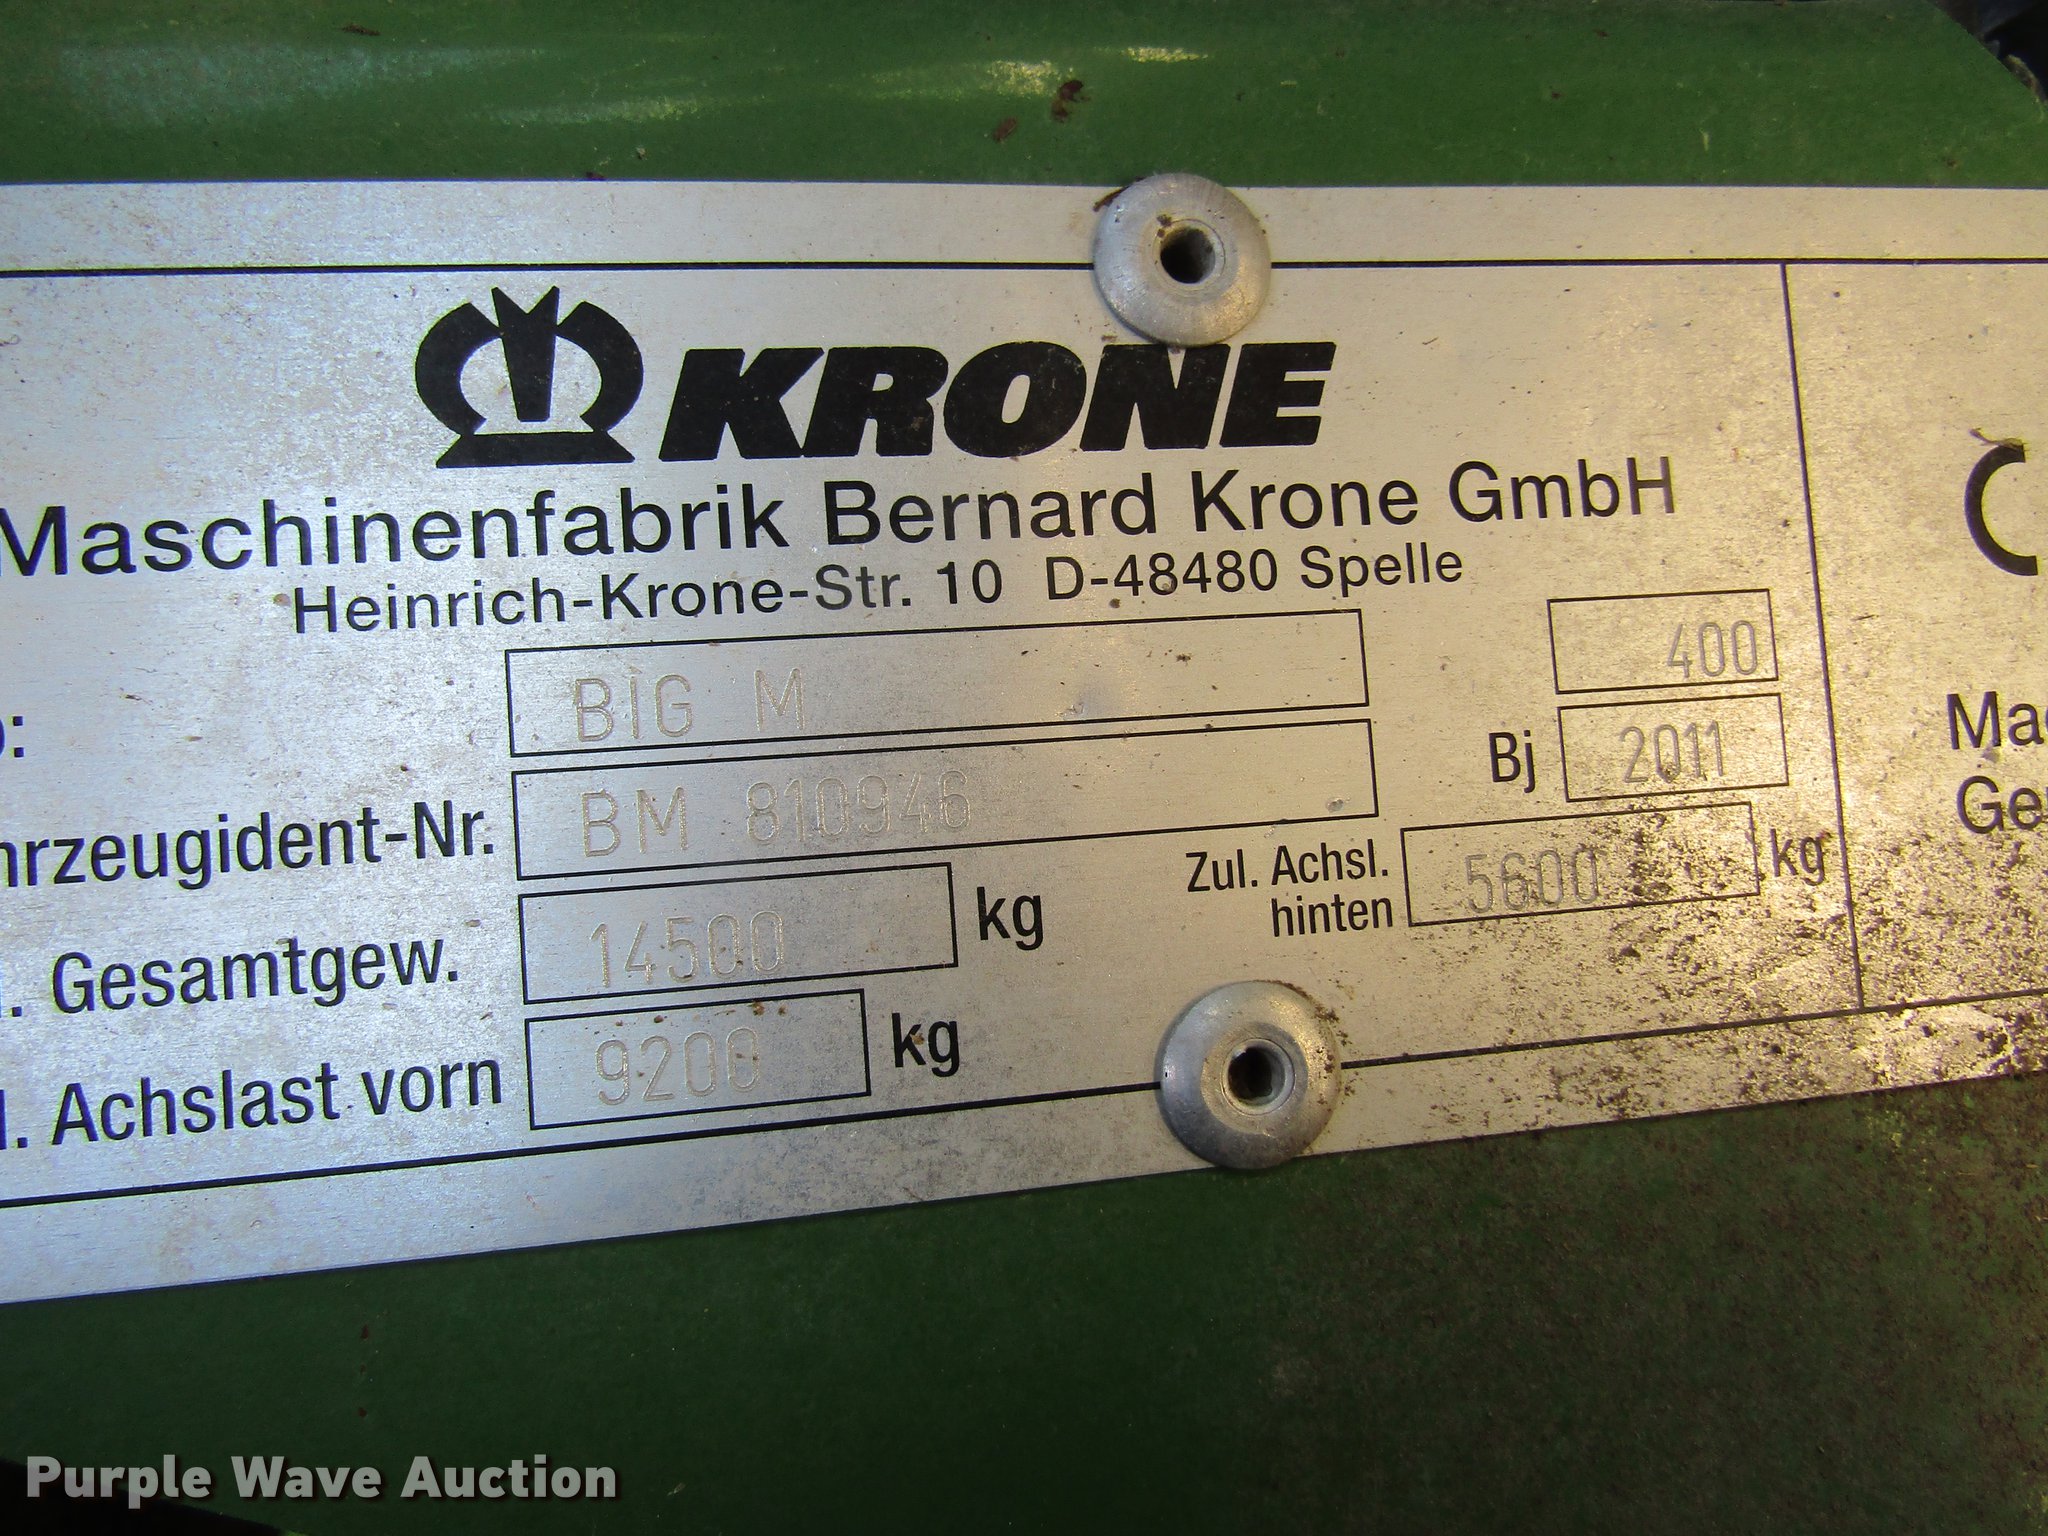 KRONE
Maschinenfabrik Bernard Krone GmbH
Heinrich-Krone-Str. 10 D-48480 Spelle
BIG M 400
BM 810946 Bj 2011
hrzeugident-Nr.
Gesamtgew. 14500 kg Zul. Achsl. hinten 5600 kg
Achslast vorn 9200 kg
Purple Wave Auction